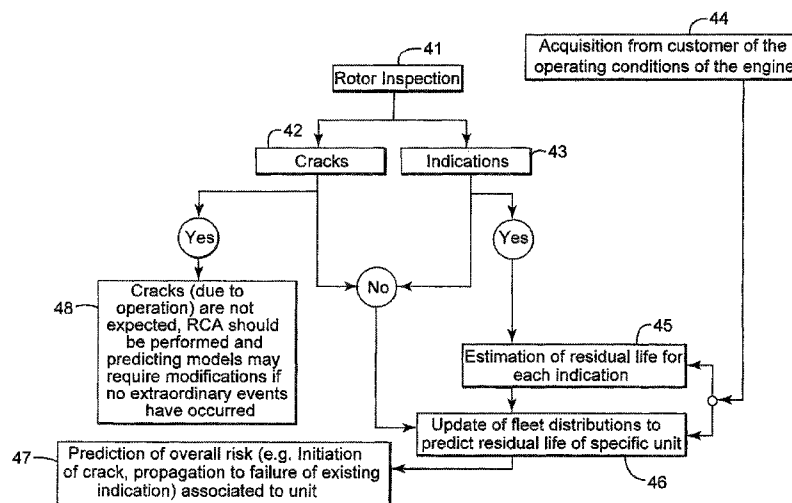 41
Rotor Inspection
44
Acquisition from customer of the
operating conditions of the engine
42
Cracks
Indications
43
Yes
Yes
No
48
Cracks (due to
operation) are not
expected, RCA should
be performed and
predicting models may
require modifications if
no extraordinary events
have occurred
45
Estimation of residual life for
each indication
Update of fleet distributions to
predict residual life of specific unit
46
47
Prediction of overall risk (e.g. Initiation
of crack, propagation to failure of existing
indication) associated to unit